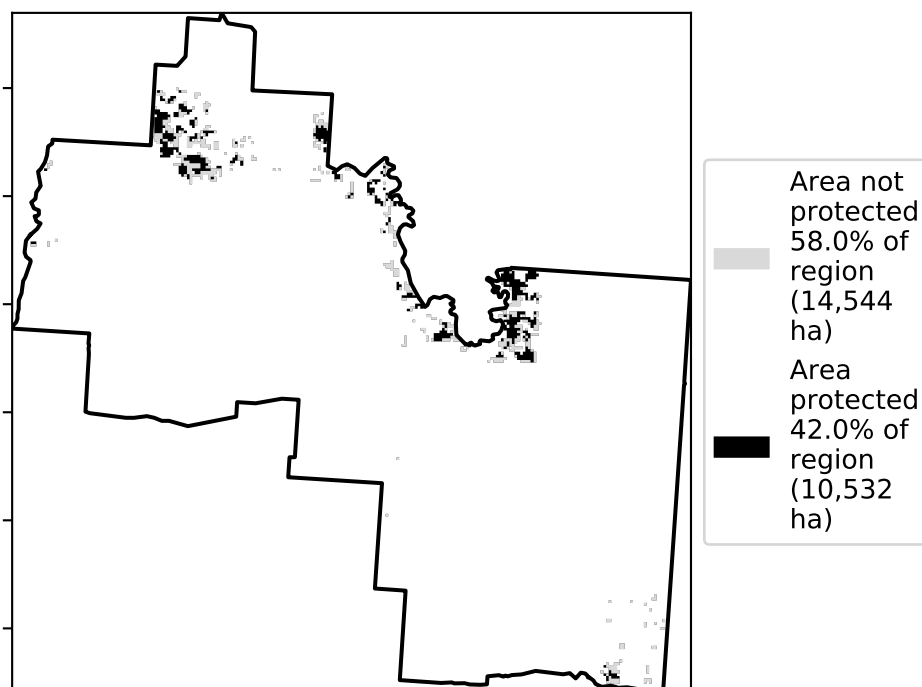 Area not
protected
58.0% of
region
(14,544
ha)
Area
protected
42.0% of
region
(10,532
ha)